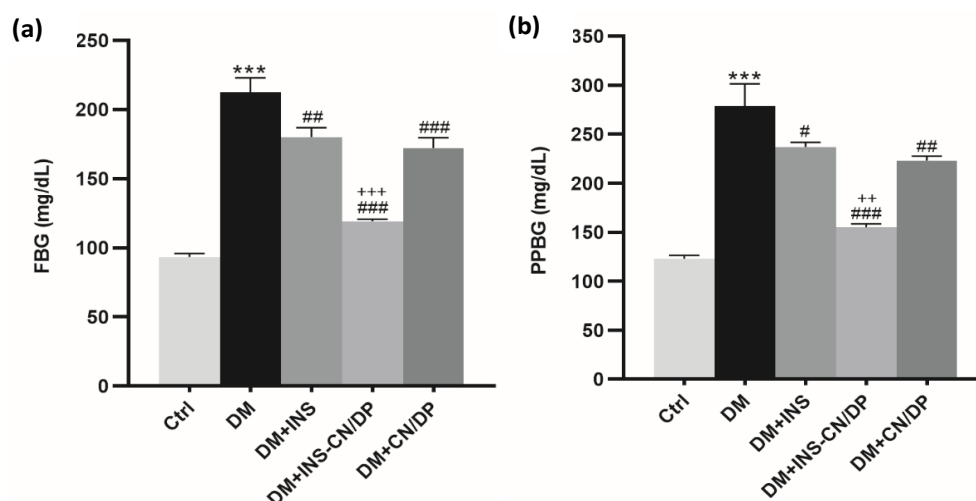 (a)
FBG (mg/dL)
250
200
150
100
50
0
***
##
+++
###
###
Ctrl
DM
DM+INS
DM+INS-CN/DP
DM+CN/DP
(b)
PPBG (mg/dL)
350
300
250
200
150
100
50
0
***
#
++
###
##
Ctrl
DM
DM+INS
DM+INS-CN/DP
DM+CN/DP